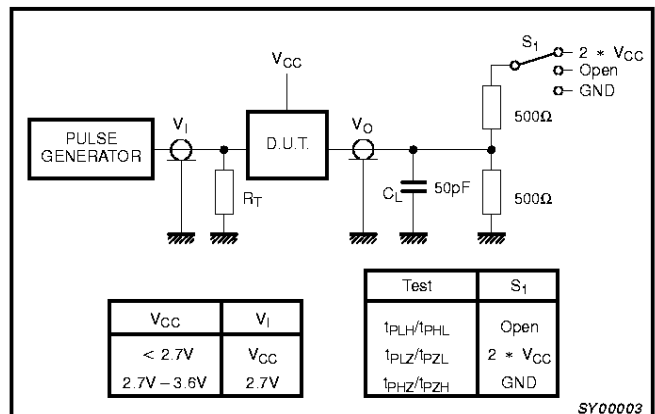 S1
2 * VCC
Open
GND
VCC
500Ω
PULSE
GENERATOR
VI
D.U.T.
VO
RT
CL
50pF
500Ω
VCC VI
< 2.7V VCC
2.7V – 3.6V 2.7V
Test S1
tPLH/tPHL Open
tPLZ/tPZL 2 * VCC
tPHZ/tPZH GND
SY00003